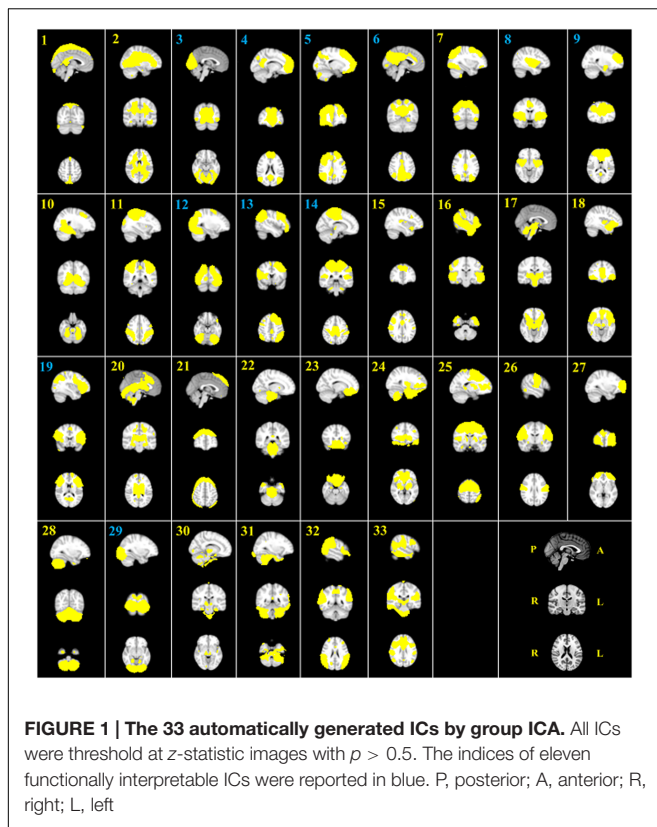 1 2 3 4 5 6 7 8 9
10 11 12 13 14 15 16 17 18
19 20 21 22 23 24 25 26 27
28 29 30 31 32 33
P A
R L
R L
FIGURE 1 | The 33 automatically generated ICs by group ICA. All ICs
were threshold at z-statistic images with p > 0.5. The indices of eleven
functionally interpretable ICs were reported in blue. P, posterior; A, anterior; R,
right; L, left